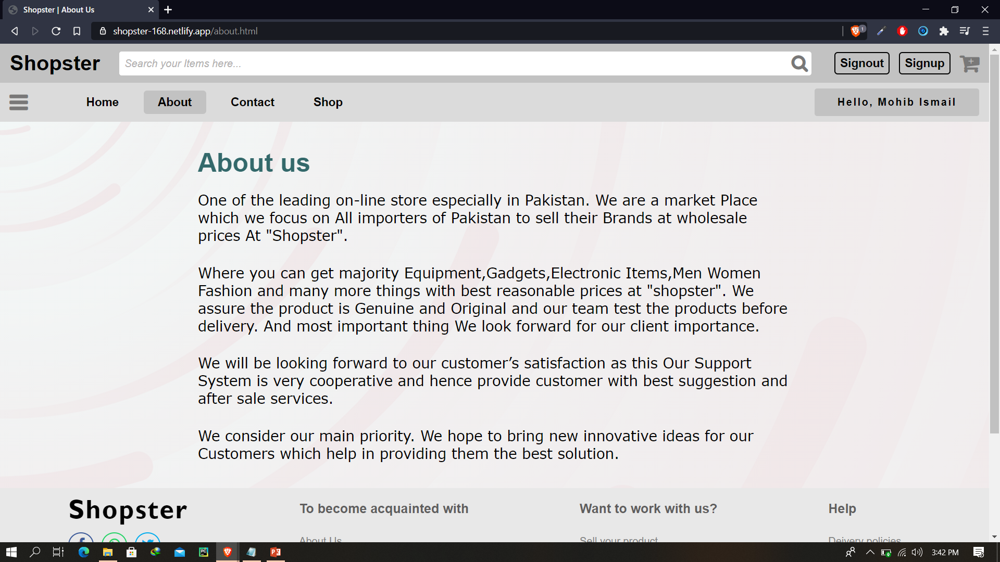 Shopster | About Us
shopster-168.netlify.app/about.html
1
Shopster
Search your Items here...
Signout
Signup
Home
About
Contact
Shop
Hello, Mohib Ismail
About us
One of the leading on-line store especially in Pakistan. We are a market Place
which we focus on All importers of Pakistan to sell their Brands at wholesale
prices At "Shopster".
Where you can get majority Equipment,Gadgets,Electronic Items,Men Women
Fashion and many more things with best reasonable prices at "shopster". We
assure the product is Genuine and Original and our team test the products before
delivery. And most important thing We look forward for our client importance.
We will be looking forward to our customer’s satisfaction as this Our Support
System is very cooperative and hence provide customer with best suggestion and
after sale services.
We consider our main priority. We hope to bring new innovative ideas for our
Customers which help in providing them the best solution.
Shopster
To become acquainted with
Want to work with us?
Help
About Us
Sell your product
Deivery policies
PC
3:42 PM